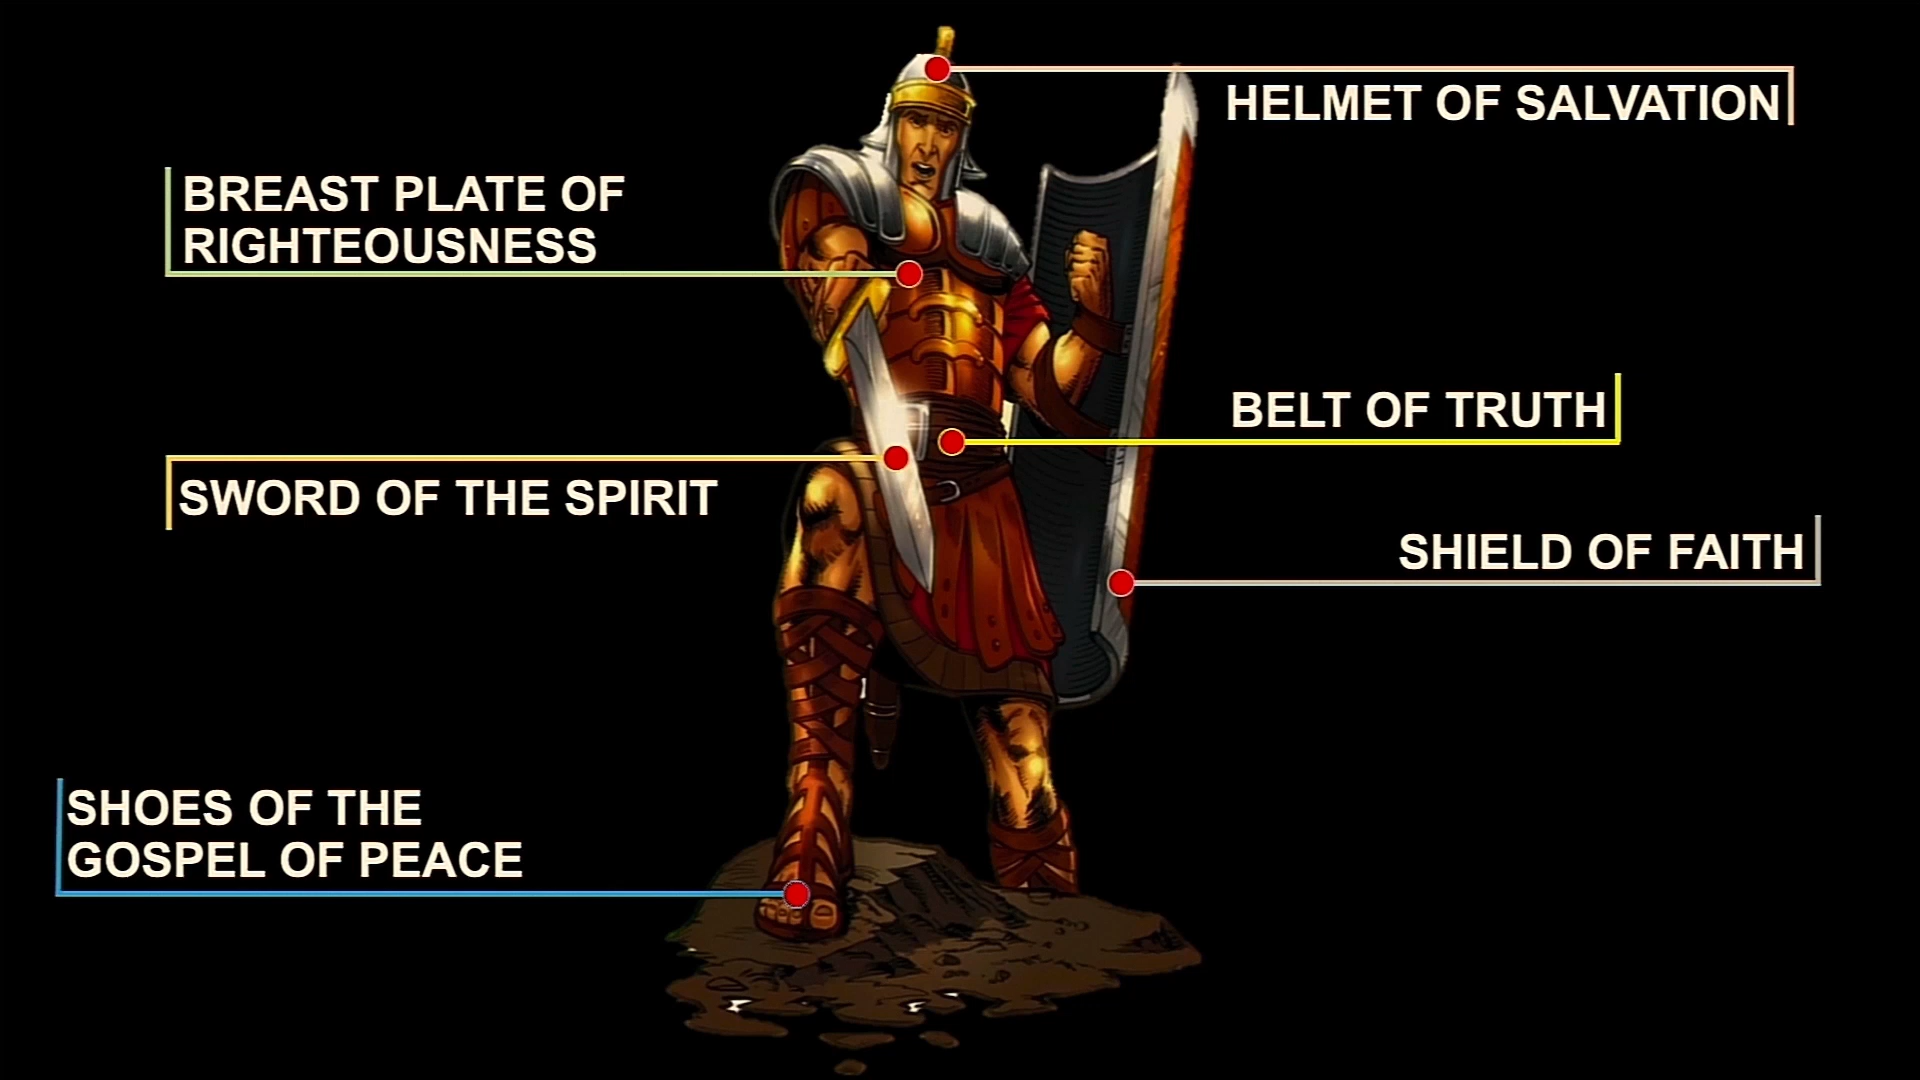 HELMET OF SALVATION
BREAST PLATE OF
RIGHTEOUSNESS
BELT OF TRUTH
SWORD OF THE SPIRIT
SHIELD OF FAITH
SHOES OF THE
GOSPEL OF PEACE